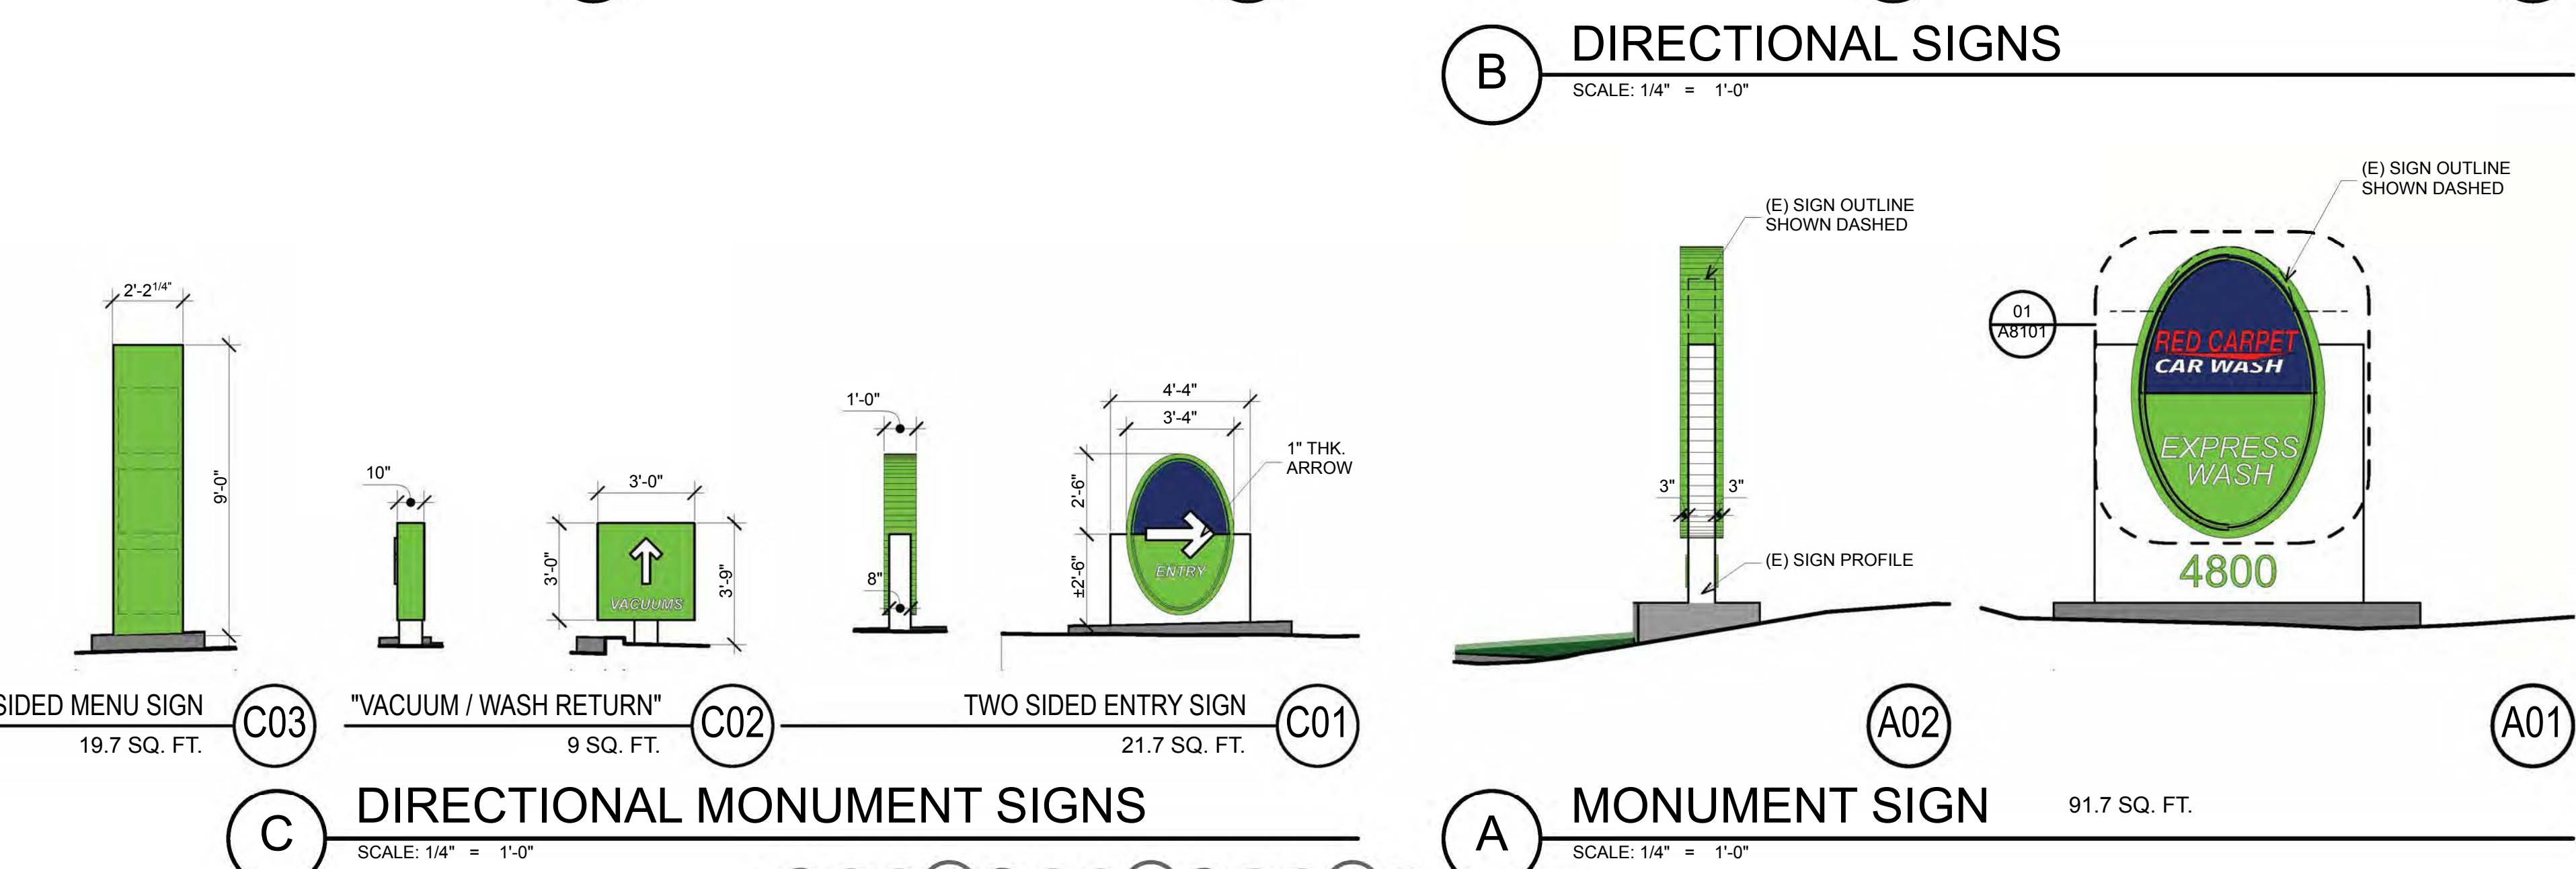 B
DIRECTIONAL SIGNS
SCALE: 1/4" = 1'-0"
2'-2 1/4"
9'-0"
10"
3'-0"
3'-0"
3'-9"
VACUUMS
1'-0"
8"
4'-4"
3'-4"
2'-6"
±2'-6"
1" THK.
ARROW
ENTRY
(E) SIGN OUTLINE
SHOWN DASHED
3"
3"
(E) SIGN PROFILE
(E) SIGN OUTLINE
SHOWN DASHED
01
A8101
RED CARPET
CAR WASH
EXPRESS
WASH
4800
SIDED MENU SIGN
19.7 SQ. FT.
C03
"VACUUM / WASH RETURN"
9 SQ. FT.
C02
TWO SIDED ENTRY SIGN
21.7 SQ. FT.
C01
A02
A01
C
DIRECTIONAL MONUMENT SIGNS
SCALE: 1/4" = 1'-0"
A
MONUMENT SIGN
91.7 SQ. FT.
SCALE: 1/4" = 1'-0"